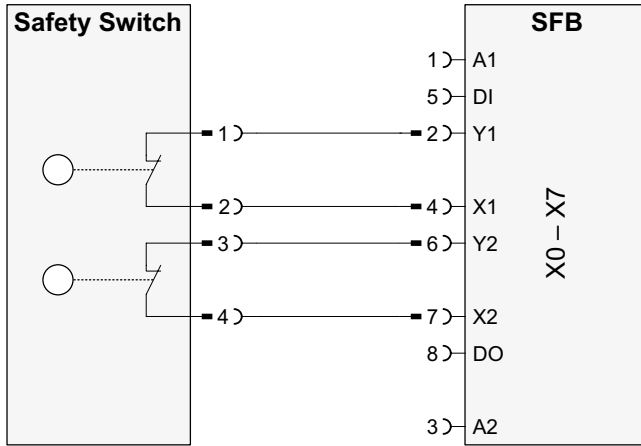 Safety Switch
SFB
1 A1
5 DI
1 2 Y1
2 4 X1
3 6 Y2
4 7 X2
8 DO
3 A2
X0 – X7